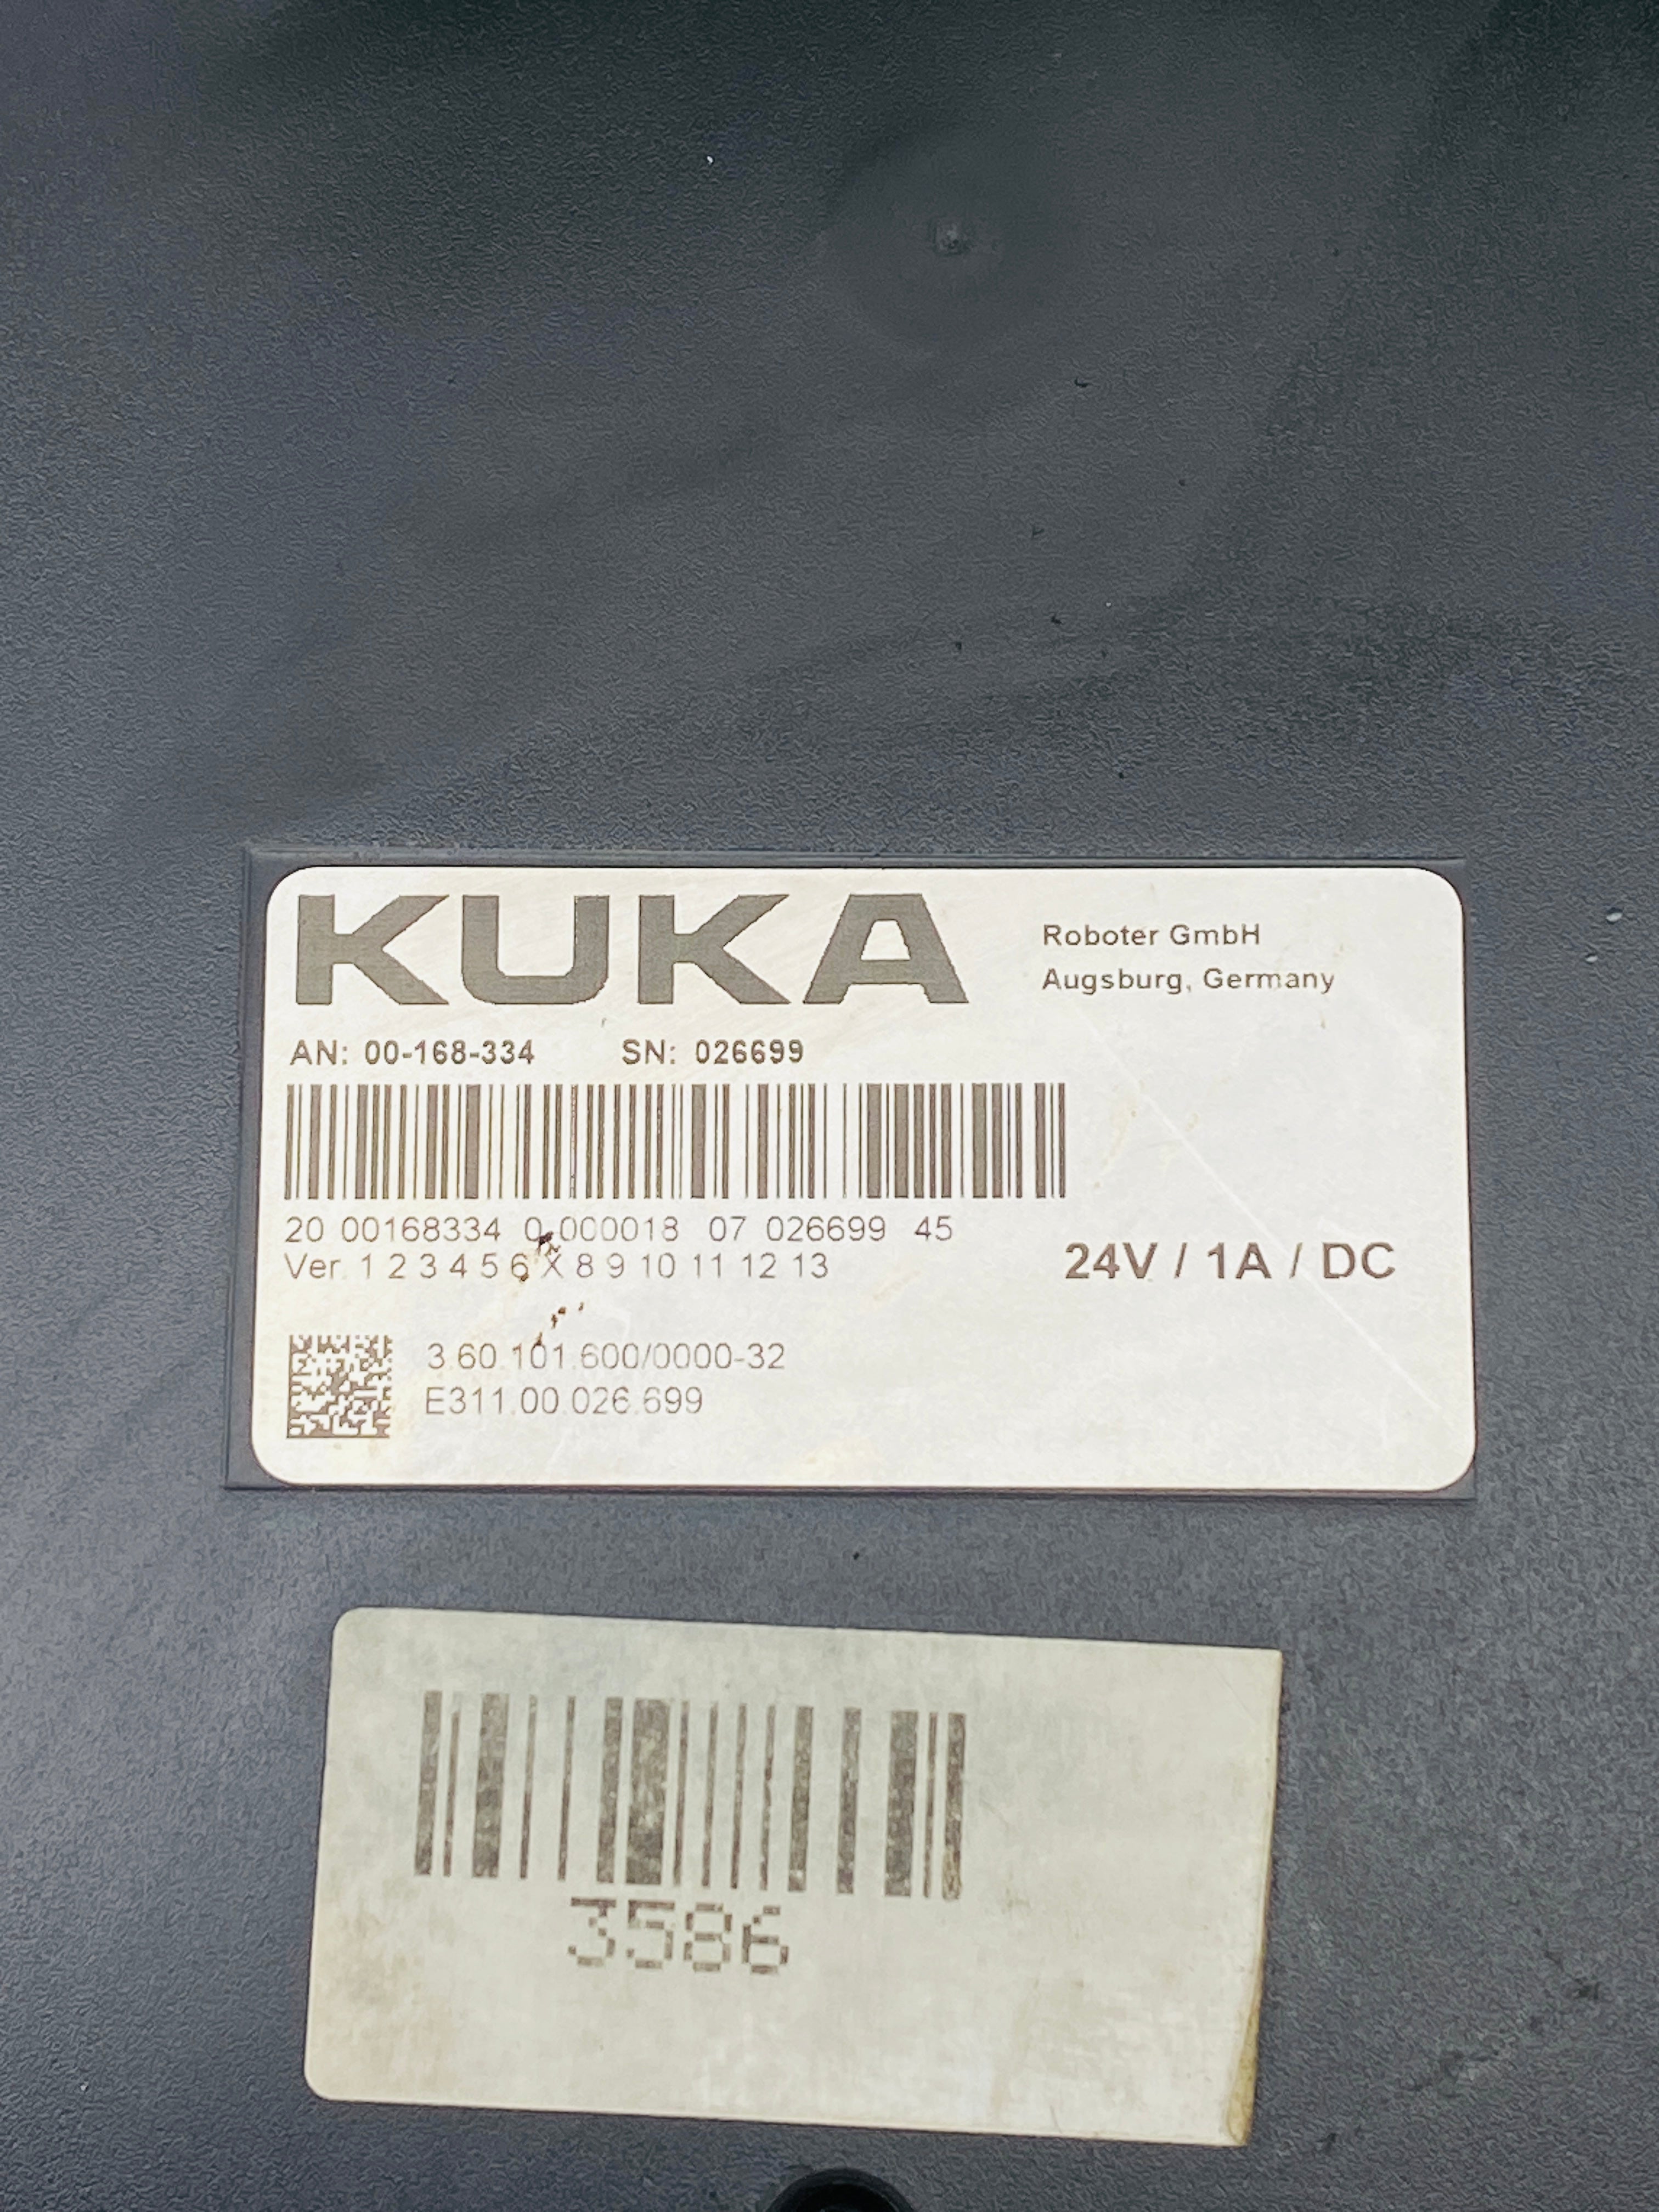 KUKA
Roboter GmbH
Augsburg, Germany
AN: 00-168-334 SN: 026699
20 00168334 0 000018 07 026699 45
Ver. 1 2 3 4 5 6 X 8 9 10 11 12 13
24V / 1A / DC
3.60.101.600/0000-32
E311.00.026.699
3586